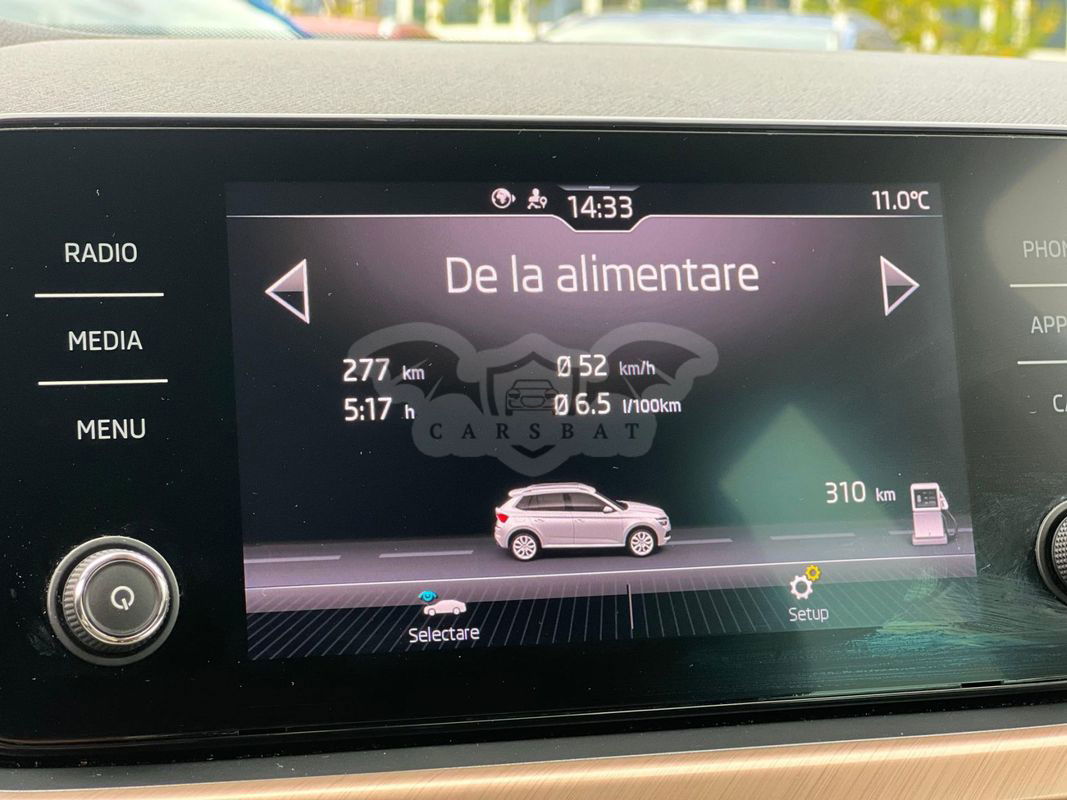 14:33
11.0°C
RADIO
MEDIA
MENU
De la alimentare
277 km
Ø 52 km/h
5:17 h
Ø 6.5 l/100km
CARSBAT
310 km
Selectare
Setup